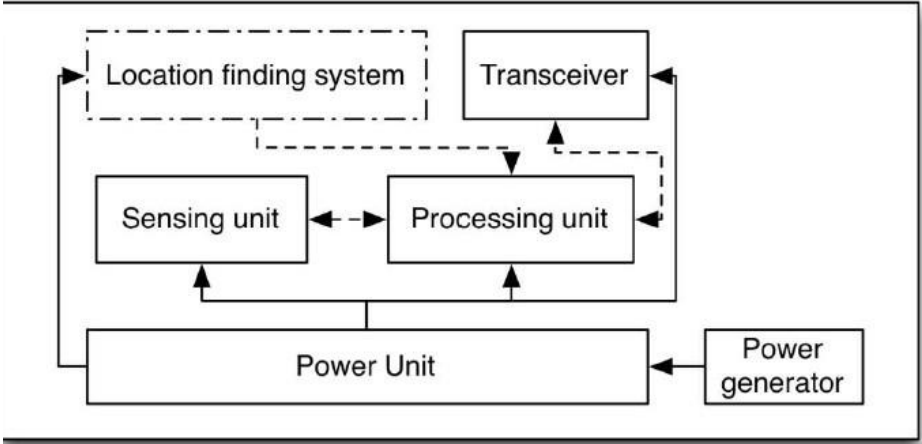 Location finding system
Transceiver
Sensing unit
Processing unit
Power Unit
Power
generator